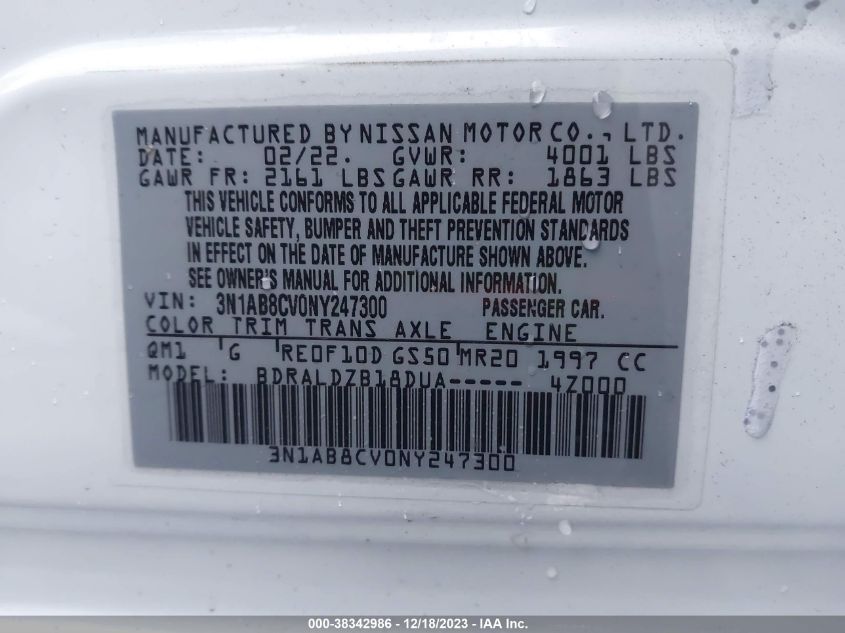 MANUFACTURED BY NISSAN MOTOR CO., LTD.
DATE: 02/22. GVWR: 4001 LBS
GAWR FR: 2161 LBS GAWR RR: 1863 LBS
THIS VEHICLE CONFORMS TO ALL APPLICABLE FEDERAL MOTOR
VEHICLE SAFETY, BUMPER AND THEFT PREVENTION STANDARDS
IN EFFECT ON THE DATE OF MANUFACTURE SHOWN ABOVE.
SEE OWNER'S MANUAL FOR ADDITIONAL INFORMATION.
VIN: 3N1AB8CV0NY247300 PASSENGER CAR.
COLOR TRIM TRANS AXLE ENGINE
QM1 G RE0F10D GS50 MR20 1997 CC
MODEL: BDRALDZB18DUA----- 4Z000
3N1AB8CV0NY247300
000-38342986 - 12/18/2023 - IAA Inc.